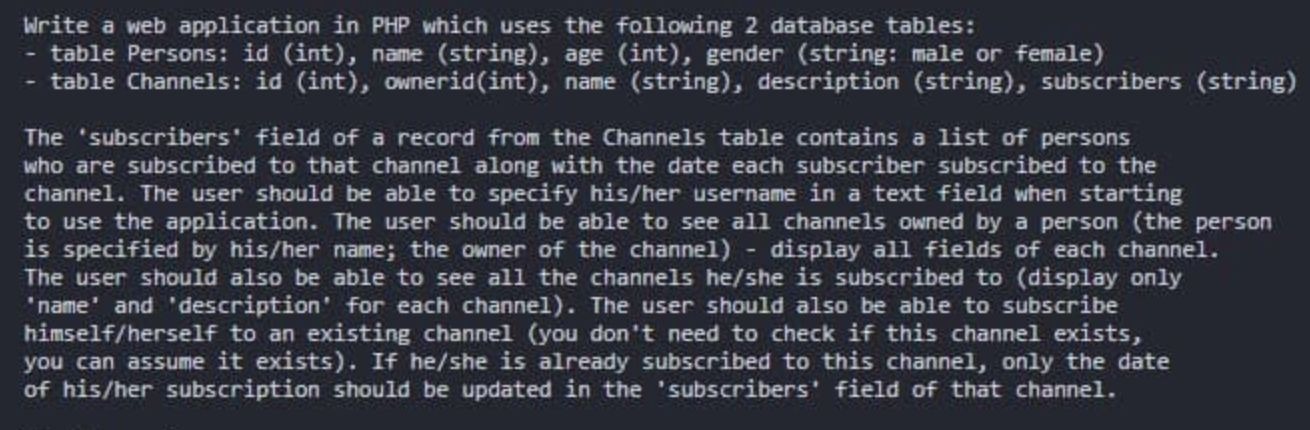 Write a web application in PHP which uses the following 2 database tables:
- table Persons: id (int), name (string), age (int), gender (string: male or female)
- table Channels: id (int), ownerid(int), name (string), description (string), subscribers (string)
The 'subscribers' field of a record from the Channels table contains a list of persons
who are subscribed to that channel along with the date each subscriber subscribed to the
channel. The user should be able to specify his/her username in a text field when starting
to use the application. The user should be able to see all channels owned by a person (the person
is specified by his/her name; the owner of the channel) - display all fields of each channel.
The user should also be able to see all the channels he/she is subscribed to (display only
'name' and 'description' for each channel). The user should also be able to subscribe
himself/herself to an existing channel (you don't need to check if this channel exists,
you can assume it exists). If he/she is already subscribed to this channel, only the date
of his/her subscription should be updated in the 'subscribers' field of that channel.